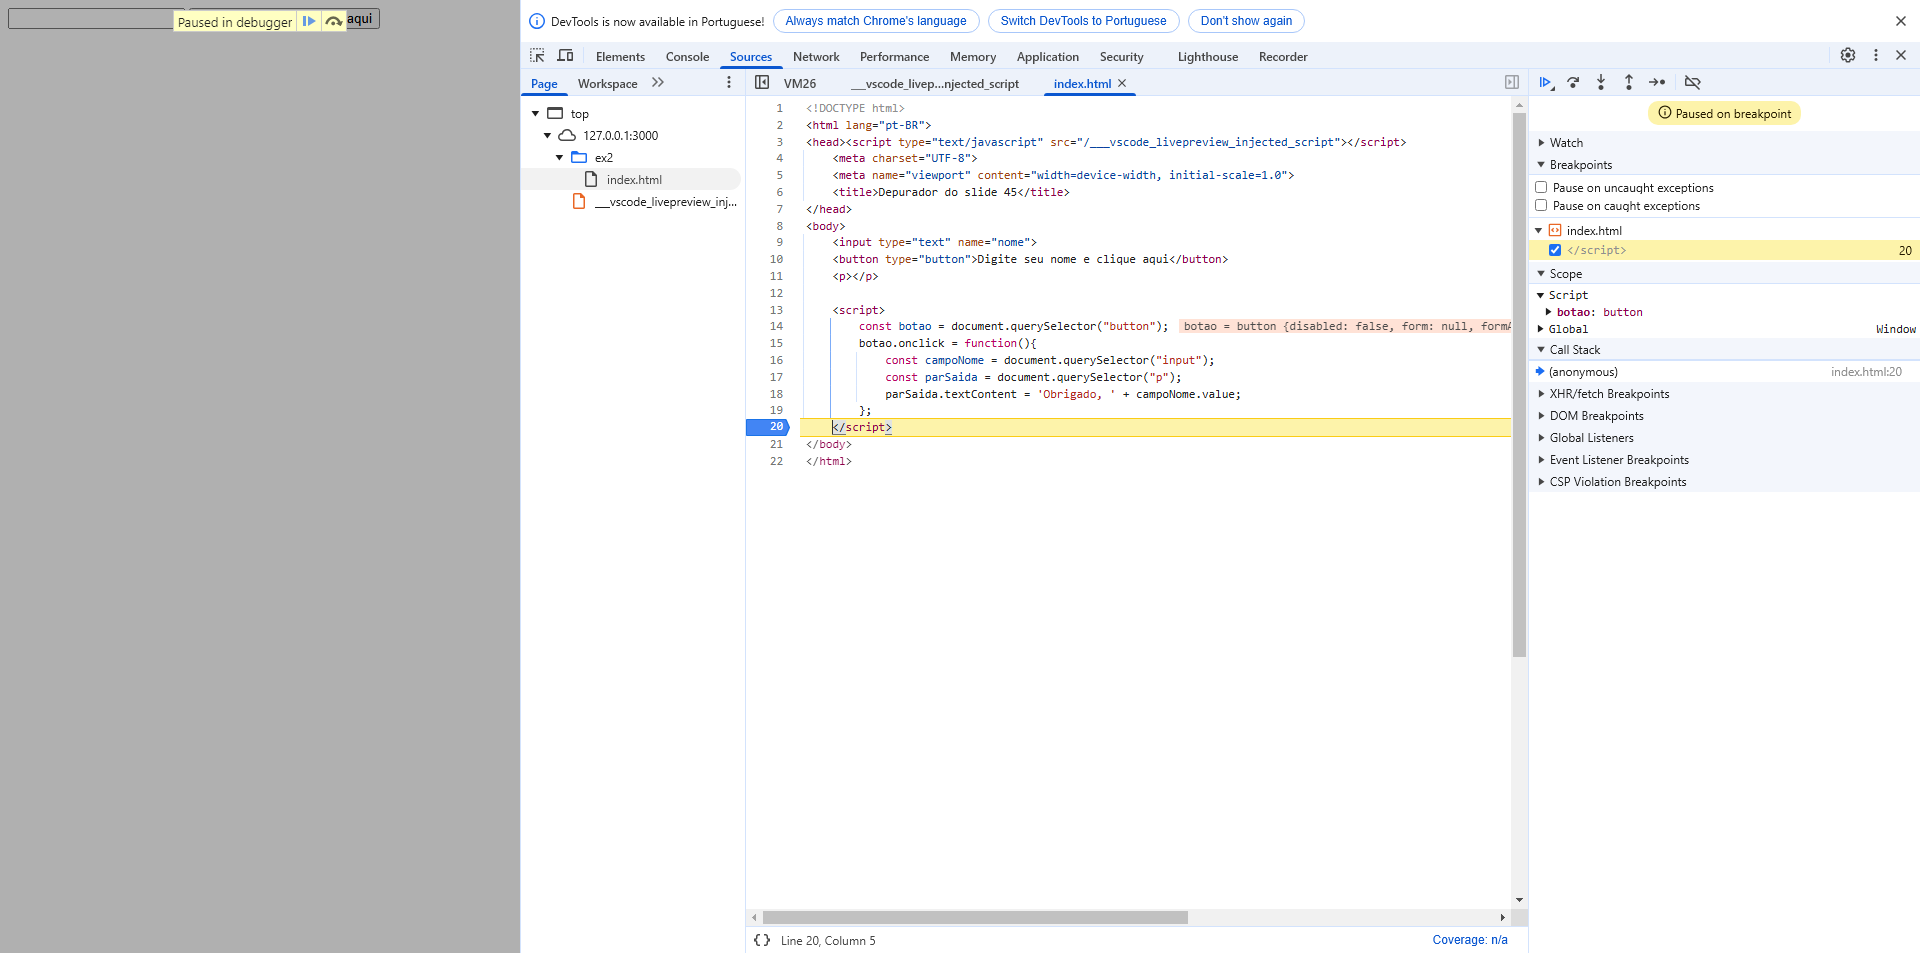 Paused in debugger
aqui
DevTools is now available in Portuguese! Always match Chrome's language Switch DevTools to Portuguese Don't show again
Elements Console Sources Network Performance Memory Application Security Lighthouse Recorder
Page Workspace
VM26 ___vscode_livep...njected_script index.html
top
127.0.0.1:3000
ex2
index.html
___vscode_livepreview_inj...
1 <!DOCTYPE html>
2 <html lang="pt-BR">
3 <head><script type="text/javascript" src="/___vscode_livepreview_injected_script"></script>
4 <meta charset="UTF-8">
5 <meta name="viewport" content="width=device-width, initial-scale=1.0">
6 <title>Depurador do slide 45</title>
7 </head>
8 <body>
9 <input type="text" name="nome">
10 <button type="button">Digite seu nome e clique aqui</button>
11 <p></p>
12
13 <script>
14 const botao = document.querySelector("button"); botao = button {disabled: false, form: null, formA
15 botao.onclick = function(){
16 const campoNome = document.querySelector("input");
17 const parSaida = document.querySelector("p");
18 parSaida.textContent = 'Obrigado, ' + campoNome.value;
19 };
20 </script>
21 </body>
22 </html>
{} Line 20, Column 5
Coverage: n/a
Paused on breakpoint
Watch
Breakpoints
Pause on uncaught exceptions
Pause on caught exceptions
index.html
</script> 20
Scope
Script
botao: button
Global Window
Call Stack
(anonymous) index.html:20
XHR/fetch Breakpoints
DOM Breakpoints
Global Listeners
Event Listener Breakpoints
CSP Violation Breakpoints